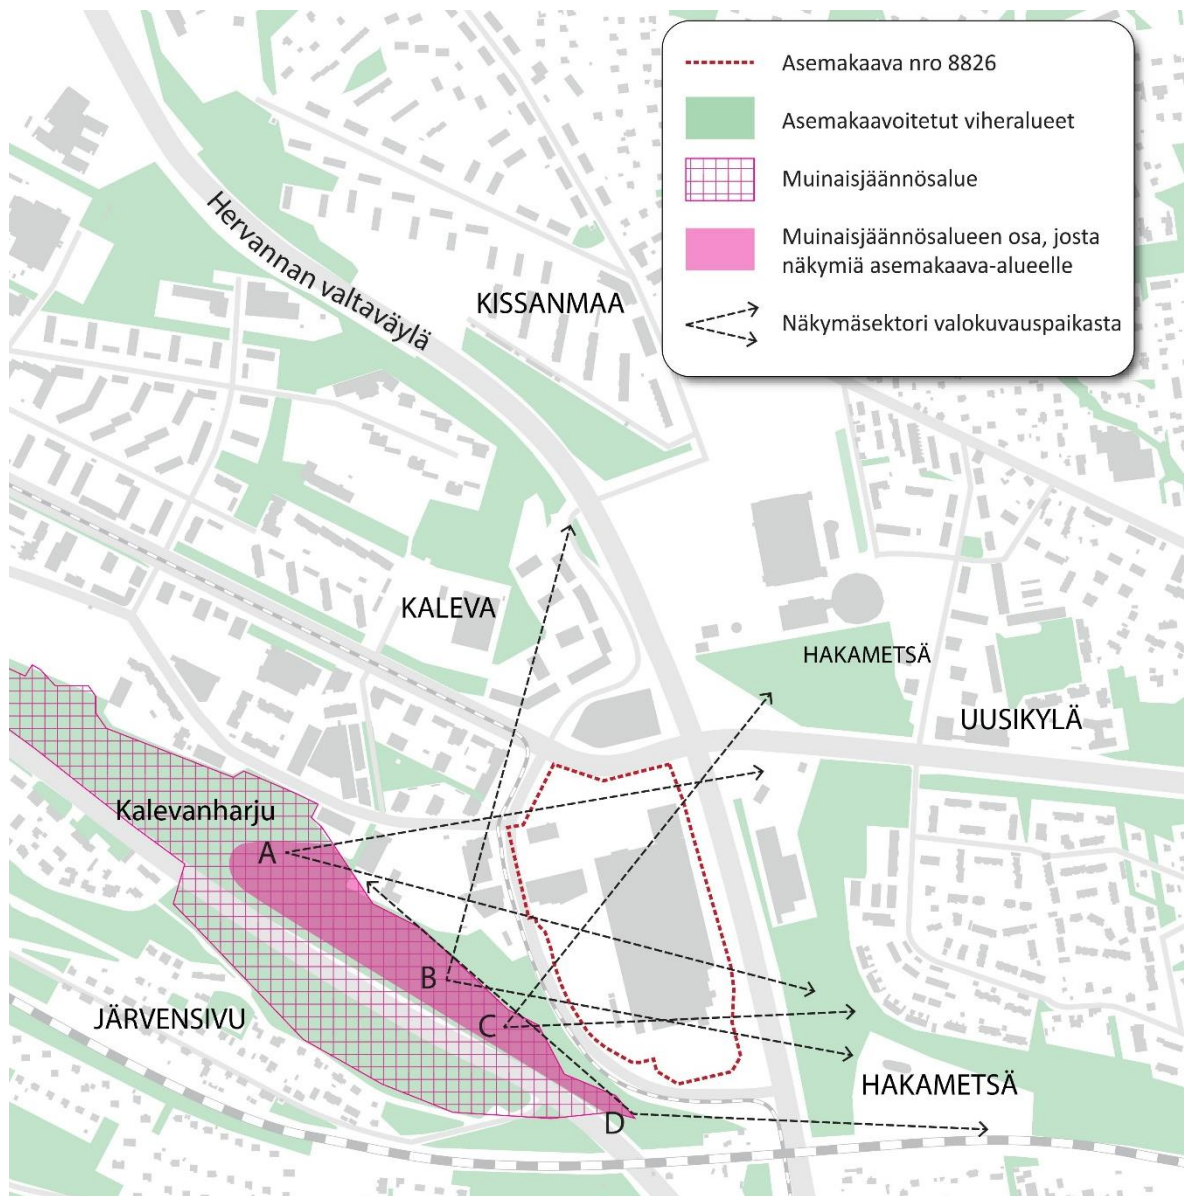 Asemakaava nro 8826
Asemakaavoitetut viheralueet
Muinaisjäännösalue
Muinaisjäännösalueen osa, josta
näkymiä asemakaava-alueelle
Näkymäsektori valokuvauspaikasta
Hervannan valtaväylä
KISSANMAA
KALEVA
HAKAMETSÄ
UUSIKYLÄ
Kalevanharju
A
B
C
JÄRVENSIVU
HAKAMETSÄ
D